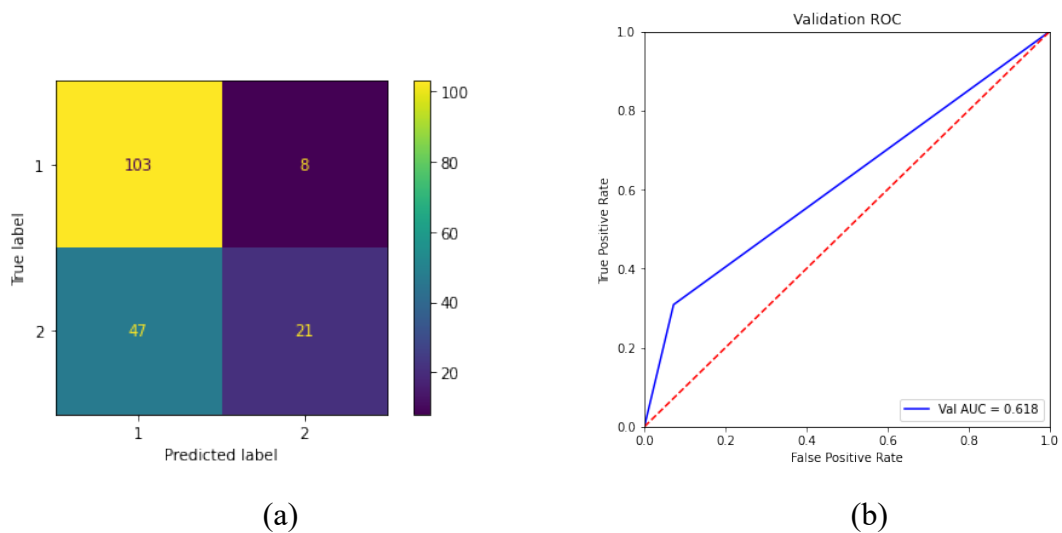 Validation ROC
1.0
0.8
0.6
0.4
0.2
0.0
True Positive Rate
0.0 0.2 0.4 0.6 0.8 1.0
False Positive Rate
Val AUC = 0.618
100
80
60
40
20
True label
1
2
103 8
47 21
1 2
Predicted label
(a)
(b)